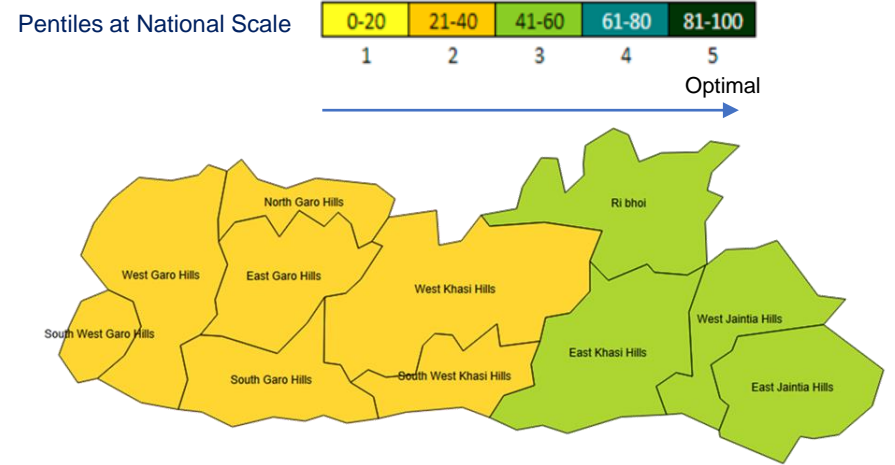 Pentiles at National Scale
0-20 21-40 41-60 61-80 81-100
1 2 3 4 5
Optimal
North Garo Hills
Ri bhoi
West Garo Hills
East Garo Hills
West Khasi Hills
South West Garo Hills
West Jaintia Hills
East Khasi Hills
South Garo Hills
South West Khasi Hills
East Jaintia Hills